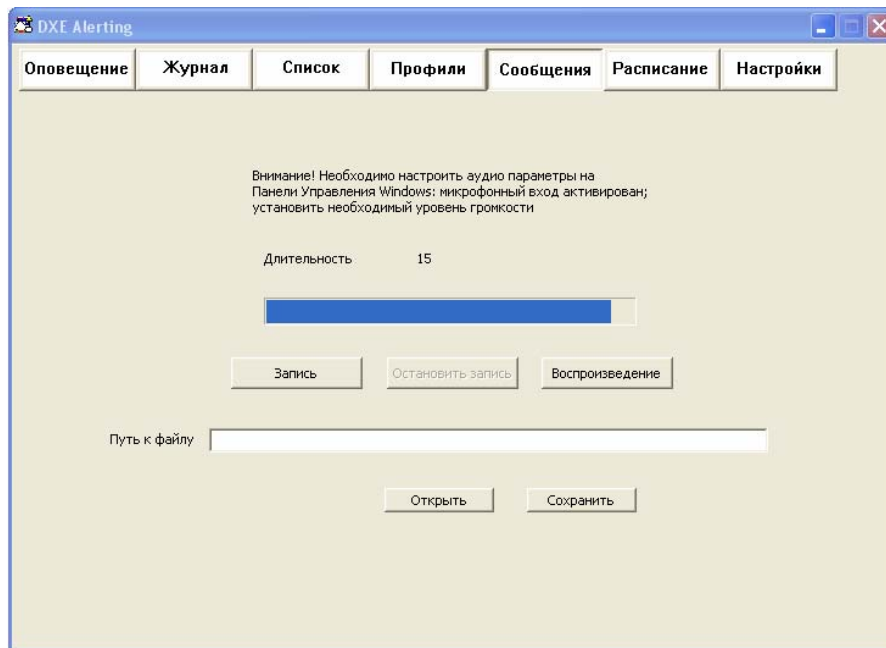 DXE Alerting
Оповещение Журнал Список Профили Сообщения Расписание Настройки
Внимание! Необходимо настроить аудио параметры на
Панели Управления Windows: микрофонный вход активирован;
установить необходимый уровень громкости
Длительность 15
Запись Остановить запись Воспроизведение
Путь к файлу
Открыть Сохранить